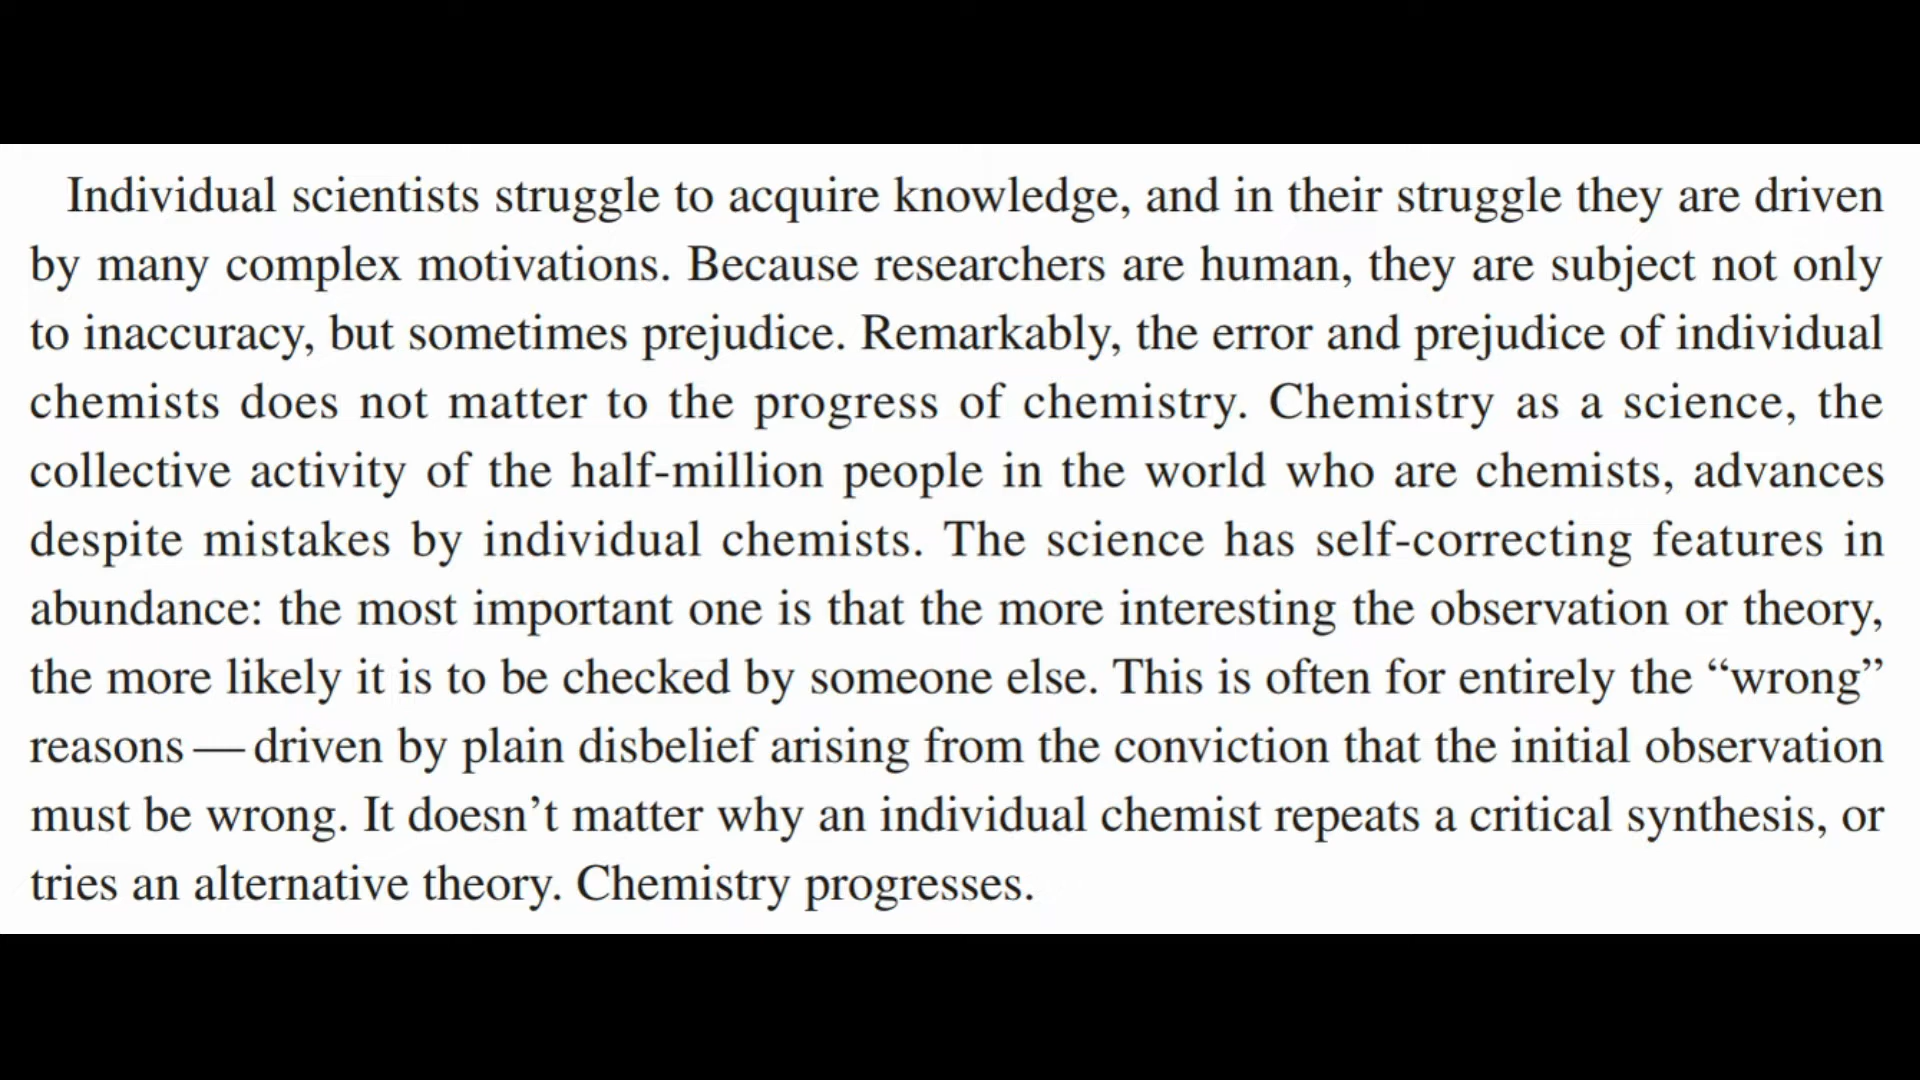 Individual scientists struggle to acquire knowledge, and in their struggle they are driven
by many complex motivations. Because researchers are human, they are subject not only
to inaccuracy, but sometimes prejudice. Remarkably, the error and prejudice of individual
chemists does not matter to the progress of chemistry. Chemistry as a science, the
collective activity of the half-million people in the world who are chemists, advances
despite mistakes by individual chemists. The science has self-correcting features in
abundance: the most important one is that the more interesting the observation or theory,
the more likely it is to be checked by someone else. This is often for entirely the “wrong”
reasons — driven by plain disbelief arising from the conviction that the initial observation
must be wrong. It doesn’t matter why an individual chemist repeats a critical synthesis, or
tries an alternative theory. Chemistry progresses.